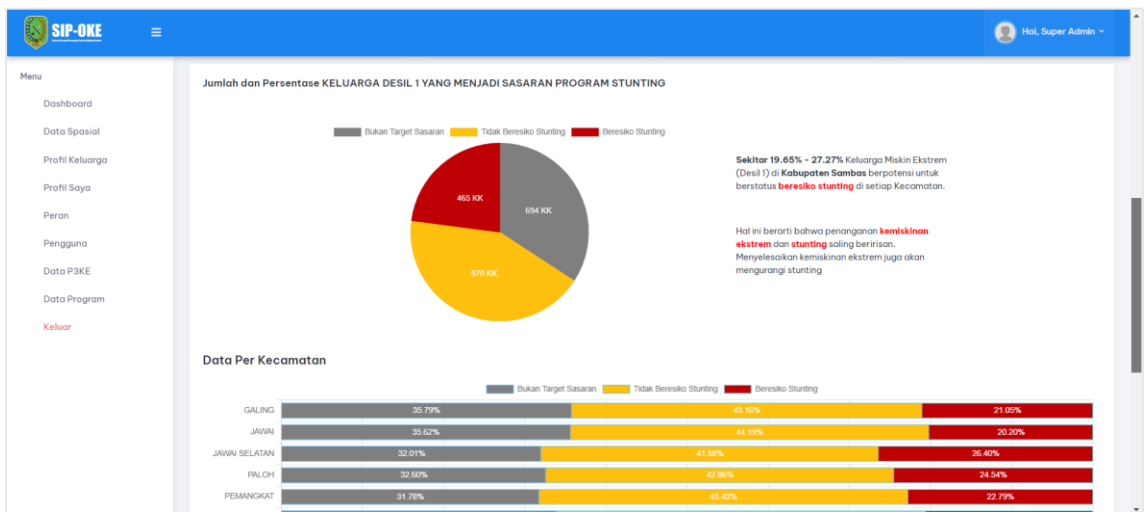 SIP-OKE
Hai, Super Admin
Menu
Dashboard
Data Spasial
Profil Keluarga
Profil Saya
Peran
Pengguna
Data P3KE
Data Program
Keluar
Jumlah dan Persentase KELUARGA DESIL 1 YANG MENJADI SASARAN PROGRAM STUNTING
Bukan Target Sasaran Tidak Beresiko Stunting Beresiko Stunting
465 KK
694 KK
870 KK
Sekitar 19.65% - 27.27% Keluarga Miskin Ekstrem
(Desil 1) di Kabupaten Sambas berpotensi untuk
berstatus beresiko stunting di setiap Kecamatan.
Hal ini berarti bahwa penanganan kemiskinan
ekstrem dan stunting saling beririsan.
Menyelesaikan kemiskinan ekstrem juga akan
mengurangi stunting
Data Per Kecamatan
Bukan Target Sasaran Tidak Beresiko Stunting Beresiko Stunting
GALING 35.79% 43.16% 21.05%
JAWAI 35.62% 44.19% 20.20%
JAWAI SELATAN 32.01% 41.58% 26.40%
PALOH 32.60% 42.86% 24.54%
PEMANGKAT 31.78% 45.43% 22.79%